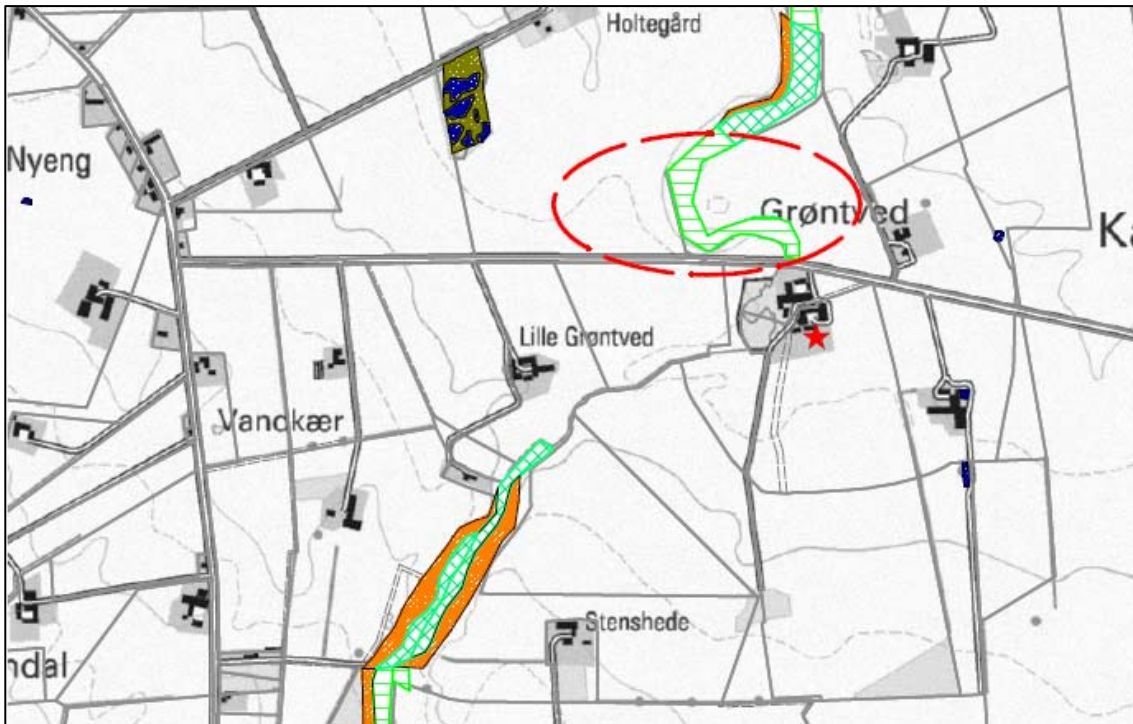 Holtegård
Nyeng
Grøntved
Ka
Lille Grøntved
Vandkær
Stenshede
ndal